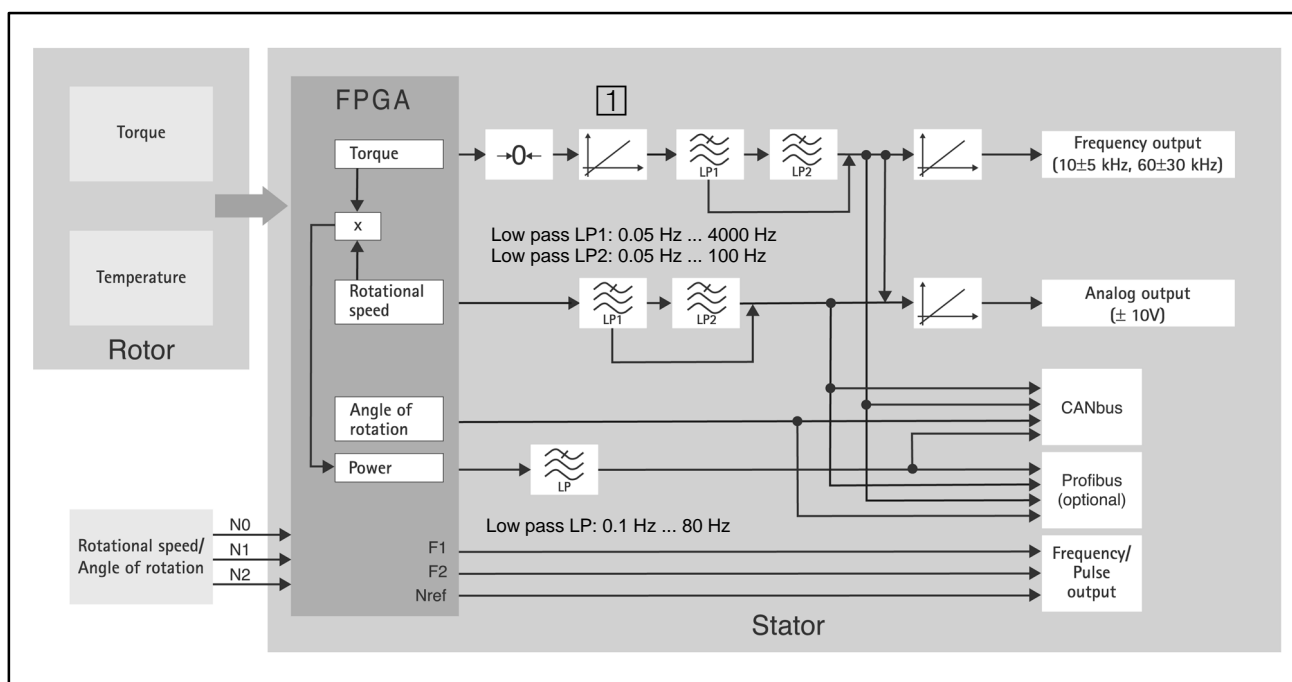 FPGA
1
Torque
Temperature
Rotor
Torque
x
Rotational
speed
Angle of
rotation
Power
→0←
LP1
LP2
Frequency output
(10±5 kHz, 60±30 kHz)
Low pass LP1: 0.05 Hz ... 4000 Hz
Low pass LP2: 0.05 Hz ... 100 Hz
LP1
LP2
Analog output
(± 10V)
CANbus
LP
Profibus
(optional)
Low pass LP: 0.1 Hz ... 80 Hz
Rotational speed/
Angle of rotation
N0
N1
N2
F1
F2
Nref
Frequency/
Pulse
output
Stator